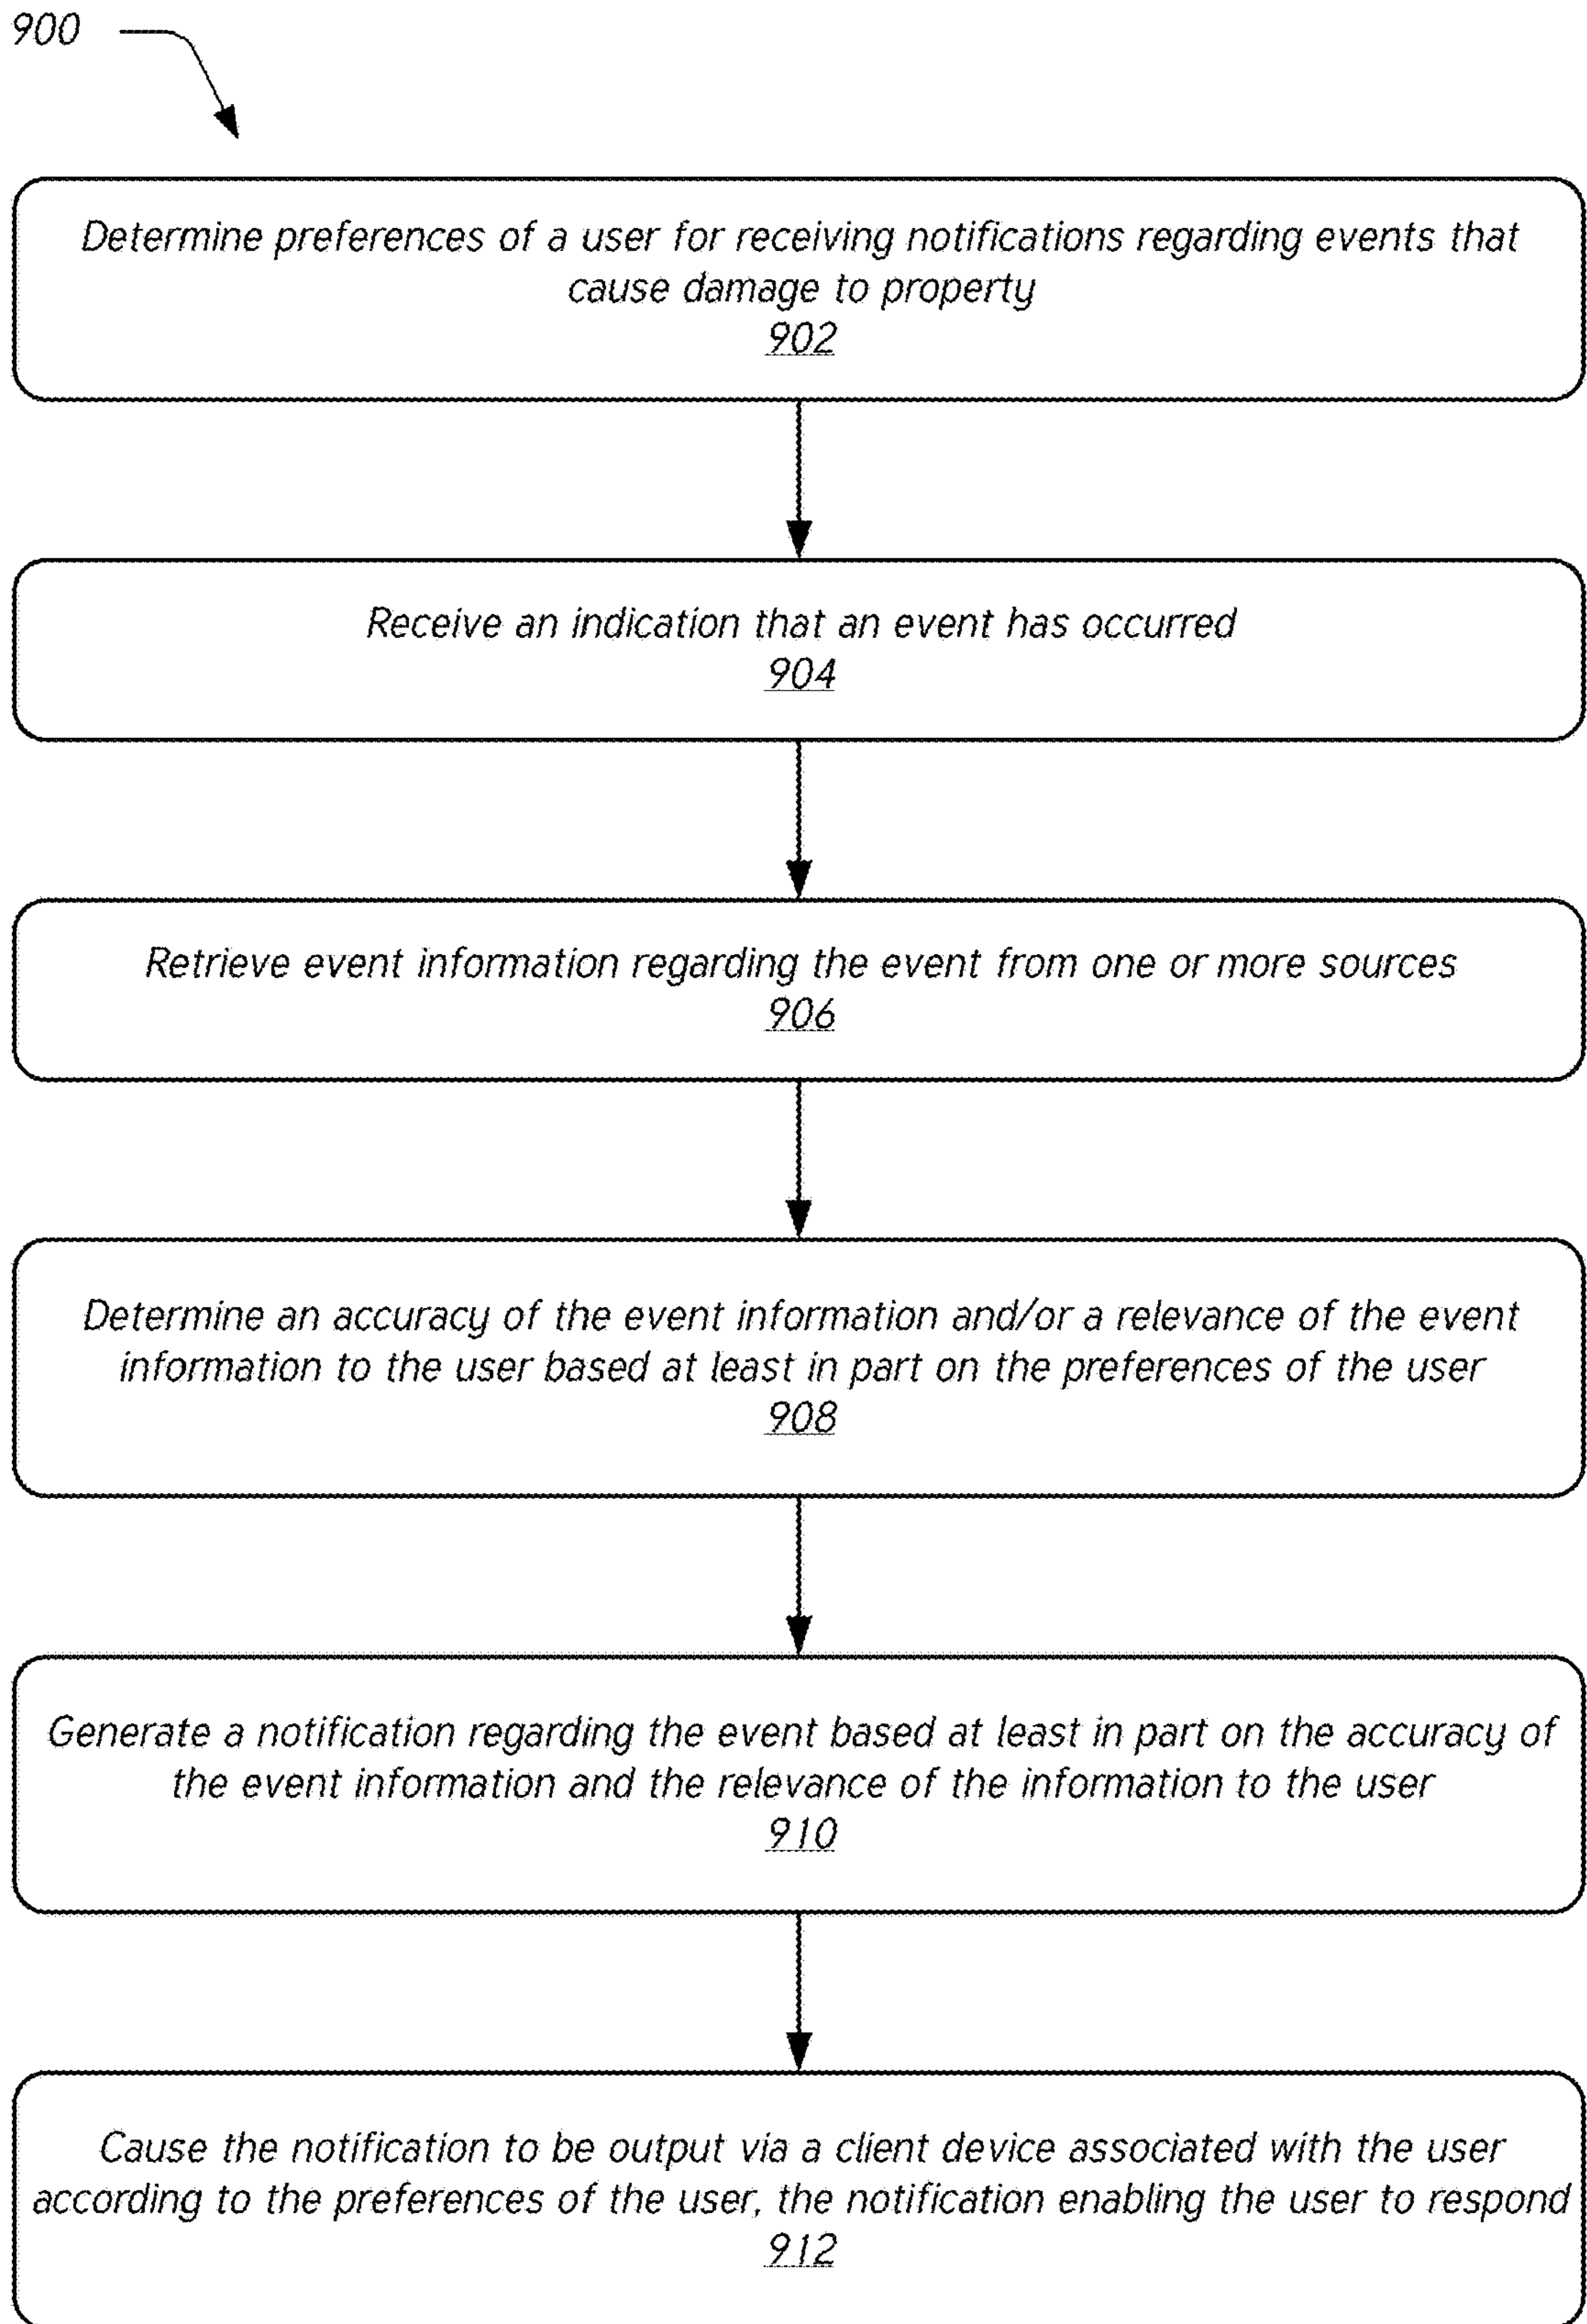 900
Determine preferences of a user for receiving notifications regarding events that
cause damage to property
902
Receive an indication that an event has occurred
904
Retrieve event information regarding the event from one or more sources
906
Determine an accuracy of the event information and/or a relevance of the event
information to the user based at least in part on the preferences of the user
908
Generate a notification regarding the event based at least in part on the accuracy of
the event information and the relevance of the information to the user
910
Cause the notification to be output via a client device associated with the user
according to the preferences of the user, the notification enabling the user to respond
912